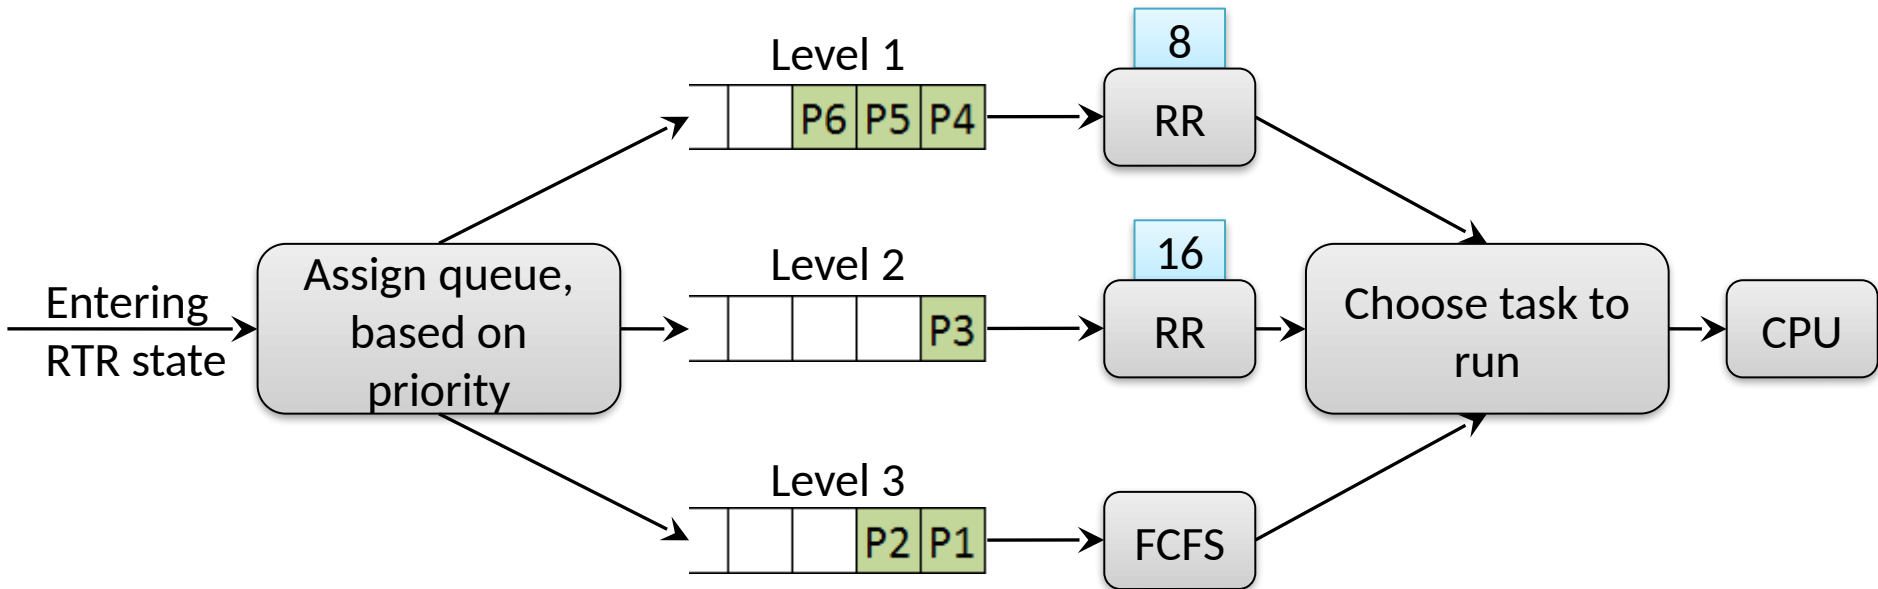 Entering
RTR state
Assign queue,
based on
priority
Level 1
P6 P5 P4
8
RR
Level 2
P3
16
RR
Level 3
P2 P1
FCFS
Choose task to
run
CPU